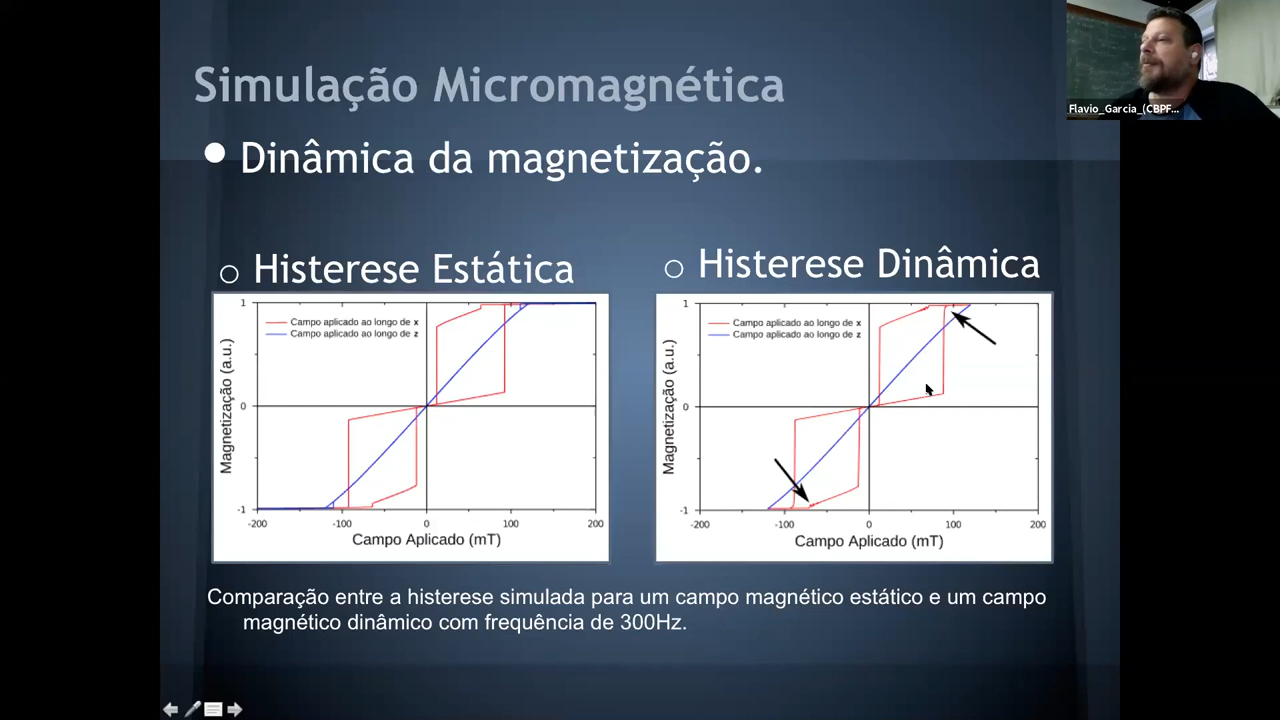 Simulação Micromagnética
Flavio_Garcia_(CBPF...
Dinâmica da magnetização.
Histerese Estática
Histerese Dinâmica
Campo aplicado ao longo de x
Campo aplicado ao longo de z
Magnetização (a.u.)
1
0
-1
-200 -100 0 100 200
Campo Aplicado (mT)
Campo aplicado ao longo de x
Campo aplicado ao longo de z
Magnetização (a.u.)
1
0
-1
-200 -100 0 100 200
Campo Aplicado (mT)
Comparação entre a histerese simulada para um campo magnético estático e um campo
magnético dinâmico com frequência de 300Hz.